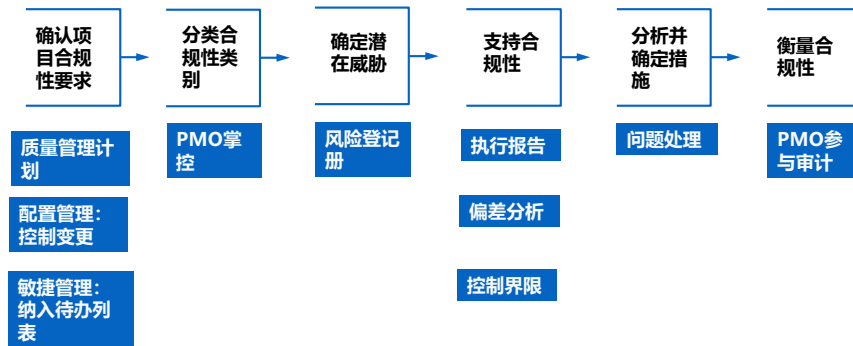 确认项
目合规
性要求
分类合
规性类
别
确定潜
在威胁
支持合
规性
分析并
确定措
施
衡量合
规性
质量管理计
划
配置管理：
控制变更
敏捷管理：
纳入待办列
表
PMO掌
控
风险登记
册
执行报告
偏差分析
控制界限
问题处理
PMO参
与审计